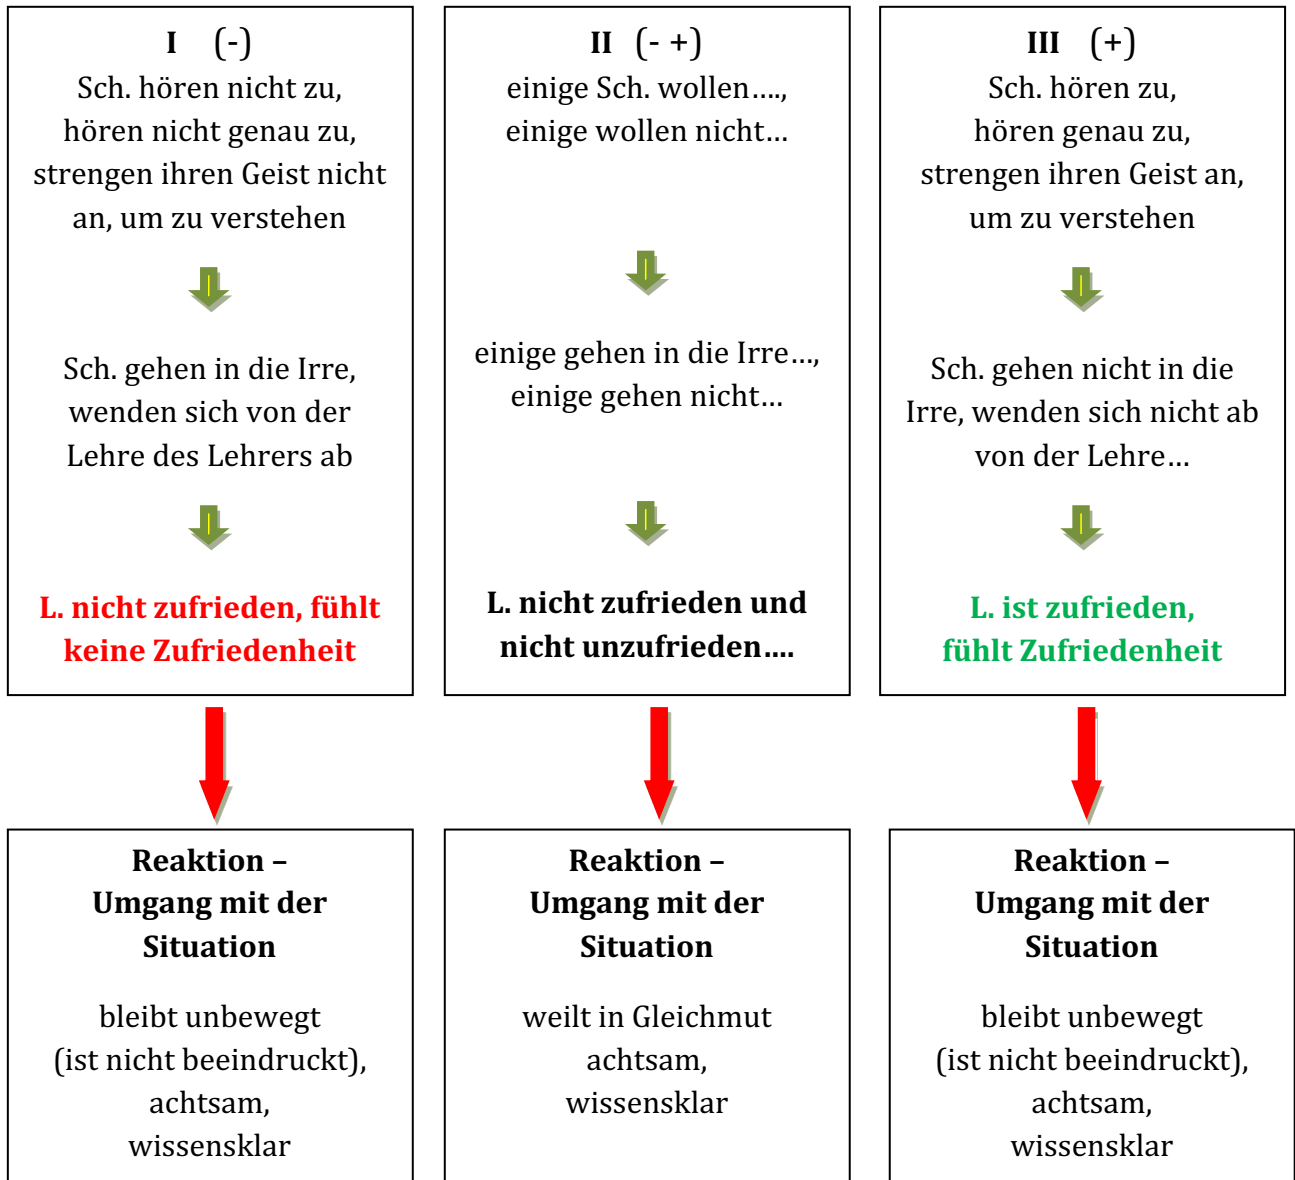 I (-)
Sch. hören nicht zu,
hören nicht genau zu,
strengen ihren Geist nicht
an, um zu verstehen
Sch. gehen in die Irre,
wenden sich von der
Lehre des Lehrers ab
L. nicht zufrieden, fühlt
keine Zufriedenheit
II (- +)
einige Sch. wollen….,
einige wollen nicht…
einige gehen in die Irre…,
einige gehen nicht…
L. nicht zufrieden und
nicht unzufrieden….
III (+)
Sch. hören zu,
hören genau zu,
strengen ihren Geist an,
um zu verstehen
Sch. gehen nicht in die
Irre, wenden sich nicht ab
von der Lehre…
L. ist zufrieden,
fühlt Zufriedenheit
Reaktion –
Umgang mit der
Situation
bleibt unbewegt
(ist nicht beeindruckt),
achtsam,
wissensklar
Reaktion –
Umgang mit der
Situation
weilt in Gleichmut
achtsam,
wissensklar
Reaktion –
Umgang mit der
Situation
bleibt unbewegt
(ist nicht beeindruckt),
achtsam,
wissensklar